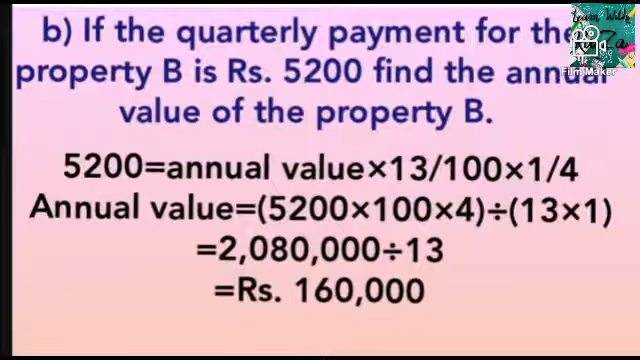 b) If the quarterly payment for the
property B is Rs. 5200 find the annual
value of the property B.
5200=annual value×13/100×1/4
Annual value=(5200×100×4)÷(13×1)
=2,080,000÷13
=Rs. 160,000
Learn With
Film Maker